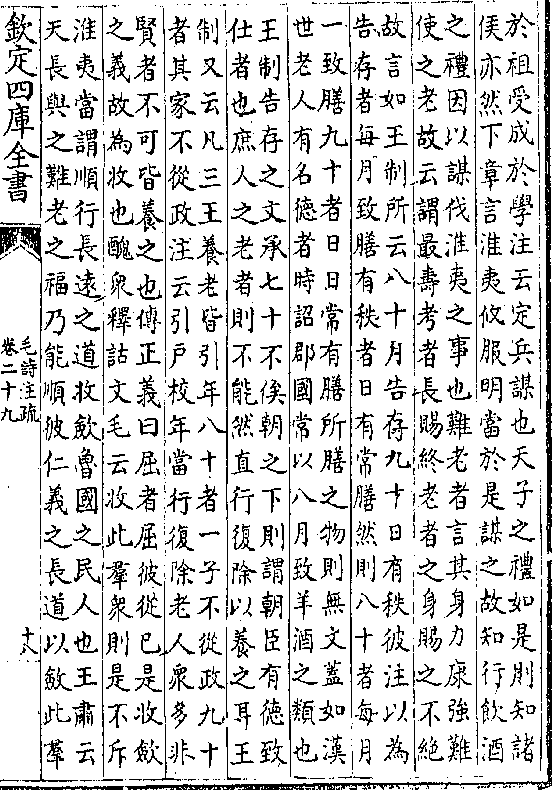 於祖受成於學注云定兵謀也天子之禮如是則知諸
侯亦然下章言淮夷攸服明當於是謀之故知行飲酒
之禮因以謀伐淮夷之事也難老者言其身力康強難
使之老故云謂最壽考者長賜終老者之身賜之不絶
故言如王制所云八十月告存九十日有秩彼注以為
告存者每月致膳有秩者日有常膳然則八十者每月
一致膳九十者日日常有膳所膳之物則無文蓋如漢
世老人有名德者時詔郡國常以八月致羊酒之類也
王制告存之文承七十不俟朝之下則謂朝臣有德致
仕者也庶人之老者則不能然直行復除以養之耳王
制又云凡三王養老皆引年八十者一子不從政九十
者其家不從政注云引戸校年當行復除老人衆多非
賢者不可皆養之也傳正義曰屈者屈彼從已是收斂
之義故為收也醜衆釋詁文毛云收此羣衆則是不斥
淮夷當謂順行長遠之道收斂魯國之民人也王肅云
天長與之難老之福乃能順彼仁義之長道以斂此羣
欽定四庫全書
毛詩注疏
卷二十九
十八